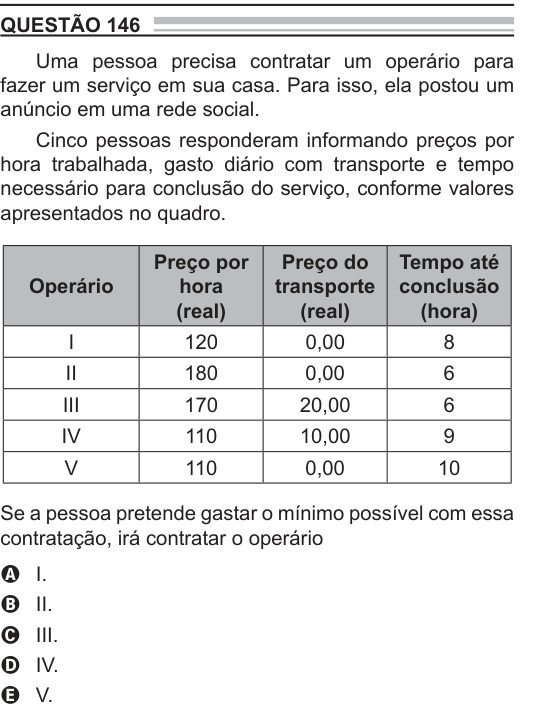 QUESTÃO 146
Uma pessoa precisa contratar um operário para
fazer um serviço em sua casa. Para isso, ela postou um
anúncio em uma rede social.
Cinco pessoas responderam informando preços por
hora trabalhada, gasto diário com transporte e tempo
necessário para conclusão do serviço, conforme valores
apresentados no quadro.
Operário Preço por hora (real) Preço do transporte (real) Tempo até conclusão (hora)
I 120 0,00 8
II 180 0,00 6
III 170 20,00 6
IV 110 10,00 9
V 110 0,00 10
Se a pessoa pretende gastar o mínimo possível com essa
contratação, irá contratar o operário
A I.
B II.
C III.
D IV.
E V.